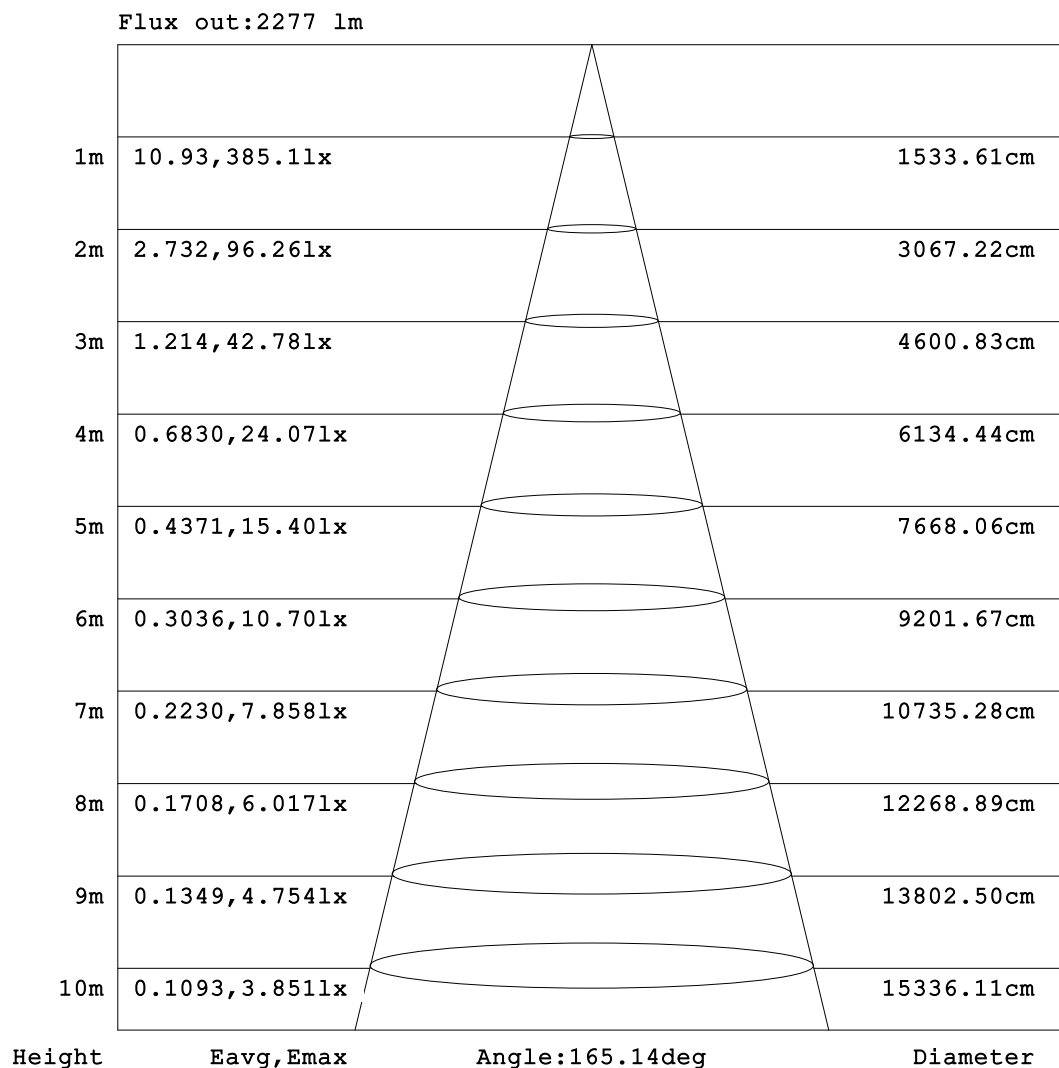 Flux out:2277 lm
1m 10.93,385.1lx 1533.61cm
2m 2.732,96.26lx 3067.22cm
3m 1.214,42.78lx 4600.83cm
4m 0.6830,24.07lx 6134.44cm
5m 0.4371,15.40lx 7668.06cm
6m 0.3036,10.70lx 9201.67cm
7m 0.2230,7.858lx 10735.28cm
8m 0.1708,6.017lx 12268.89cm
9m 0.1349,4.754lx 13802.50cm
10m 0.1093,3.851lx 15336.11cm
Height Eavg,Emax Angle:165.14deg Diameter